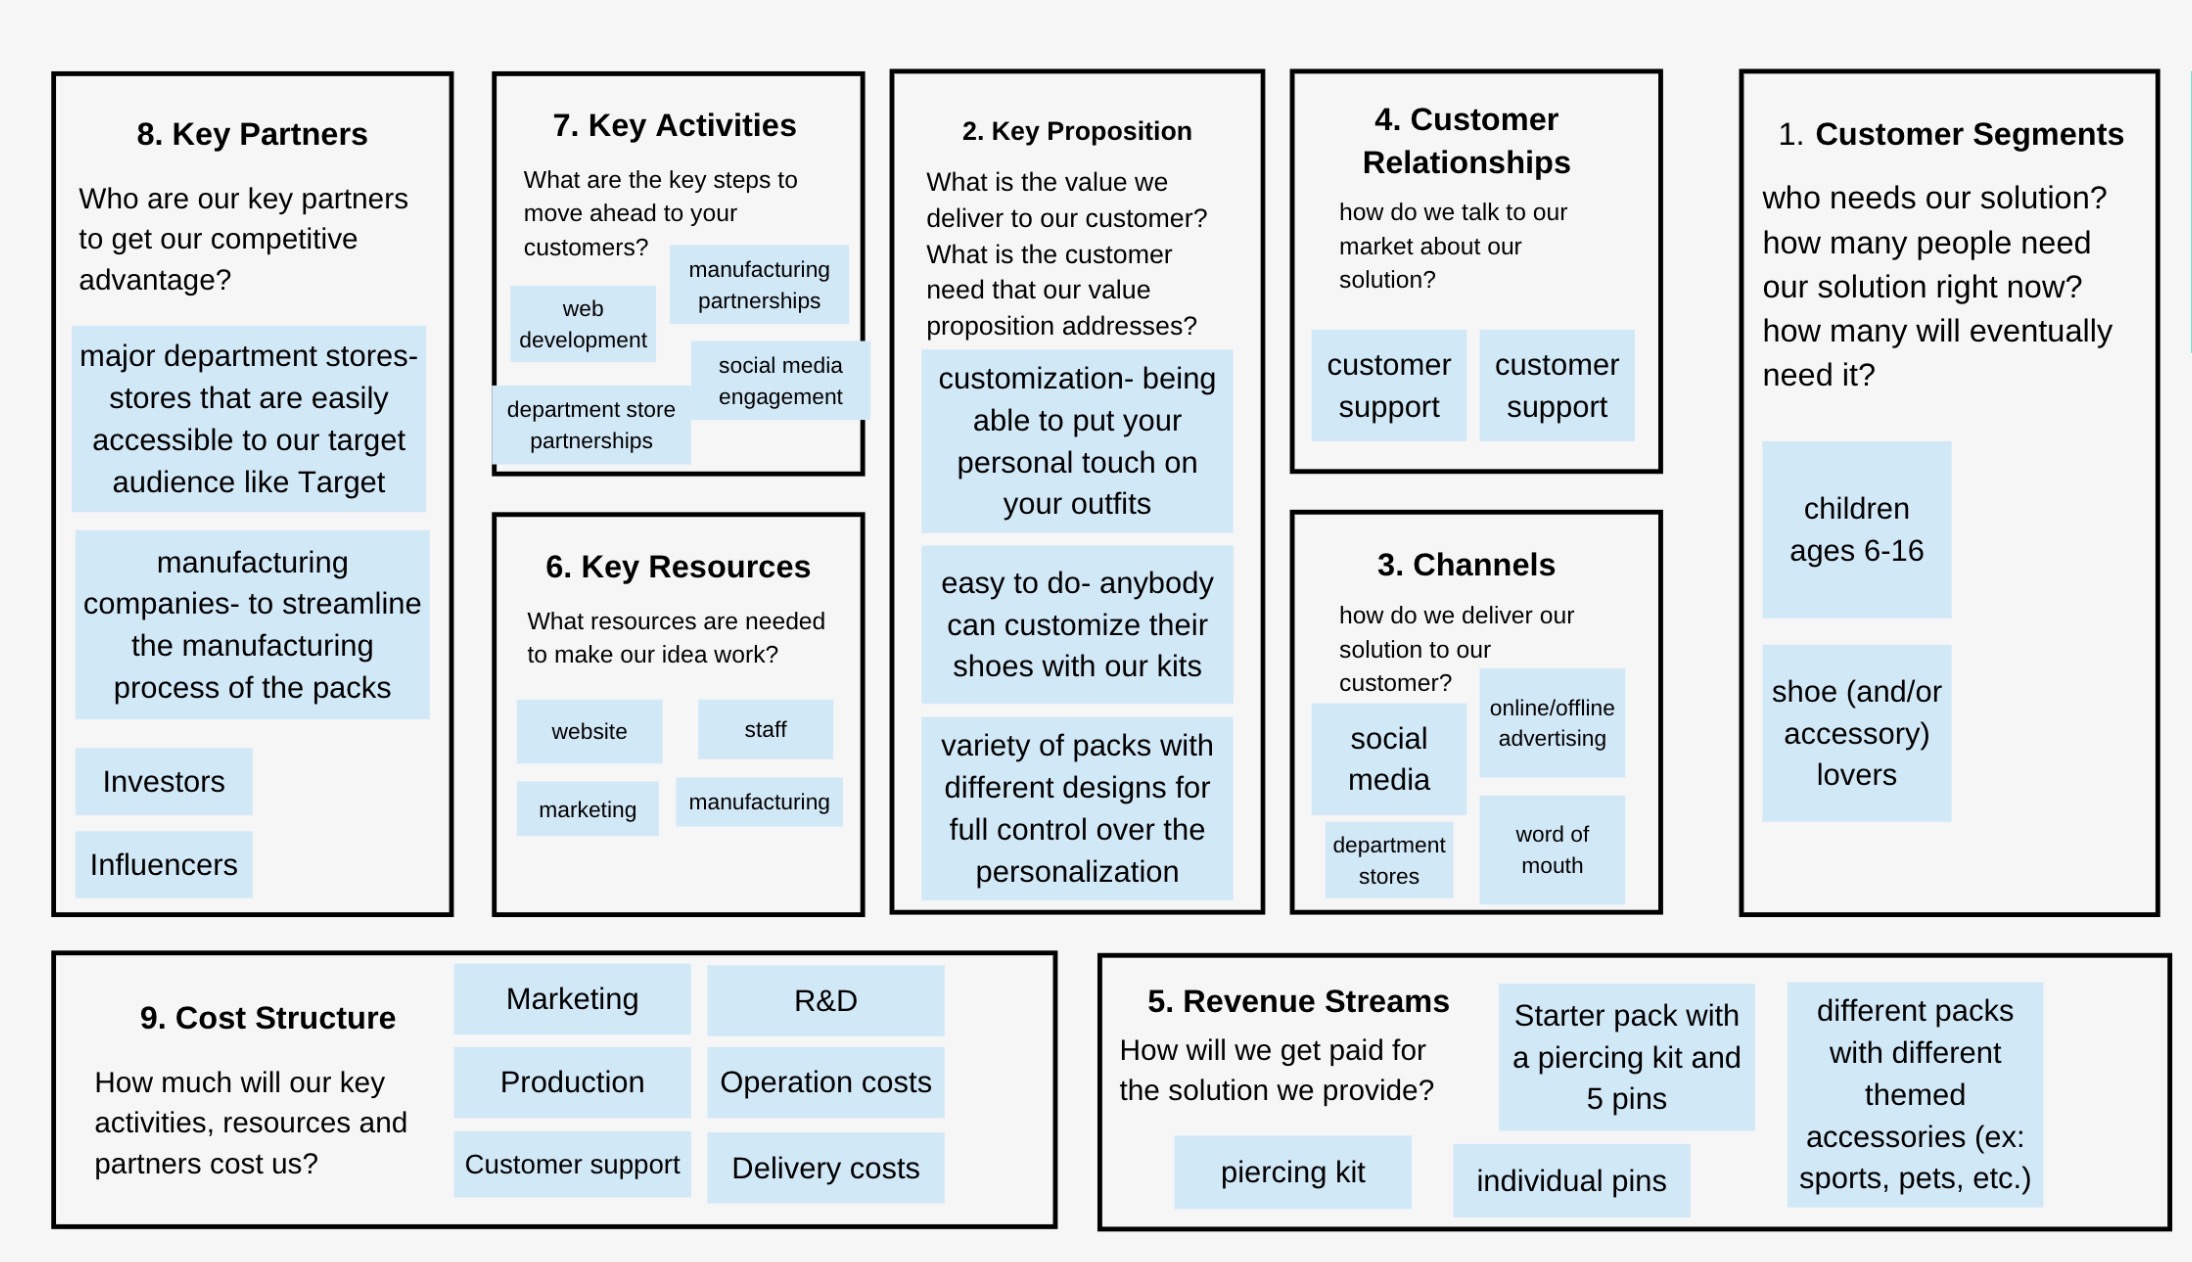 8. Key Partners
Who are our key partners
to get our competitive
advantage?
major department stores-
stores that are easily
accessible to our target
audience like Target
manufacturing
companies- to streamline
the manufacturing
process of the packs
Investors
Influencers
7. Key Activities
What are the key steps to
move ahead to your
customers?
manufacturing
partnerships
web
development
social media
engagement
department store
partnerships
6. Key Resources
What resources are needed
to make our idea work?
website
staff
marketing
manufacturing
2. Key Proposition
What is the value we
deliver to our customer?
What is the customer
need that our value
proposition addresses?
customization- being
able to put your
personal touch on
your outfits
easy to do- anybody
can customize their
shoes with our kits
variety of packs with
different designs for
full control over the
personalization
4. Customer
Relationships
how do we talk to our
market about our
solution?
customer
support
customer
support
3. Channels
how do we deliver our
solution to our
customer?
online/offline
advertising
social
media
department
stores
word of
mouth
1. Customer Segments
who needs our solution?
how many people need
our solution right now?
how many will eventually
need it?
children
ages 6-16
shoe (and/or
accessory)
lovers
9. Cost Structure
How much will our key
activities, resources and
partners cost us?
Marketing
R&D
Production
Operation costs
Customer support
Delivery costs
5. Revenue Streams
How will we get paid for
the solution we provide?
Starter pack with
a piercing kit and
5 pins
different packs
with different
themed
accessories (ex:
sports, pets, etc.)
piercing kit
individual pins